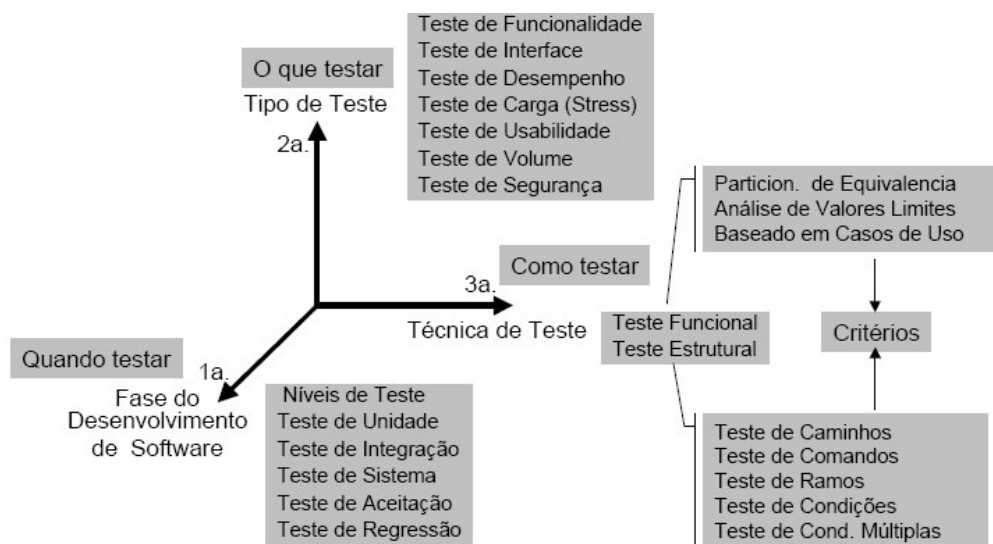 O que testar
Tipo de Teste
2a.
Teste de Funcionalidade
Teste de Interface
Teste de Desempenho
Teste de Carga (Stress)
Teste de Usabilidade
Teste de Volume
Teste de Segurança
Como testar
3a.
Técnica de Teste
Teste Funcional
Teste Estrutural
Particion. de Equivalencia
Análise de Valores Limites
Baseado em Casos de Uso
Critérios
Teste de Caminhos
Teste de Comandos
Teste de Ramos
Teste de Condições
Teste de Cond. Múltiplas
Quando testar
1a.
Fase do
Desenvolvimento
de Software
Níveis de Teste
Teste de Unidade
Teste de Integração
Teste de Sistema
Teste de Aceitação
Teste de Regressão